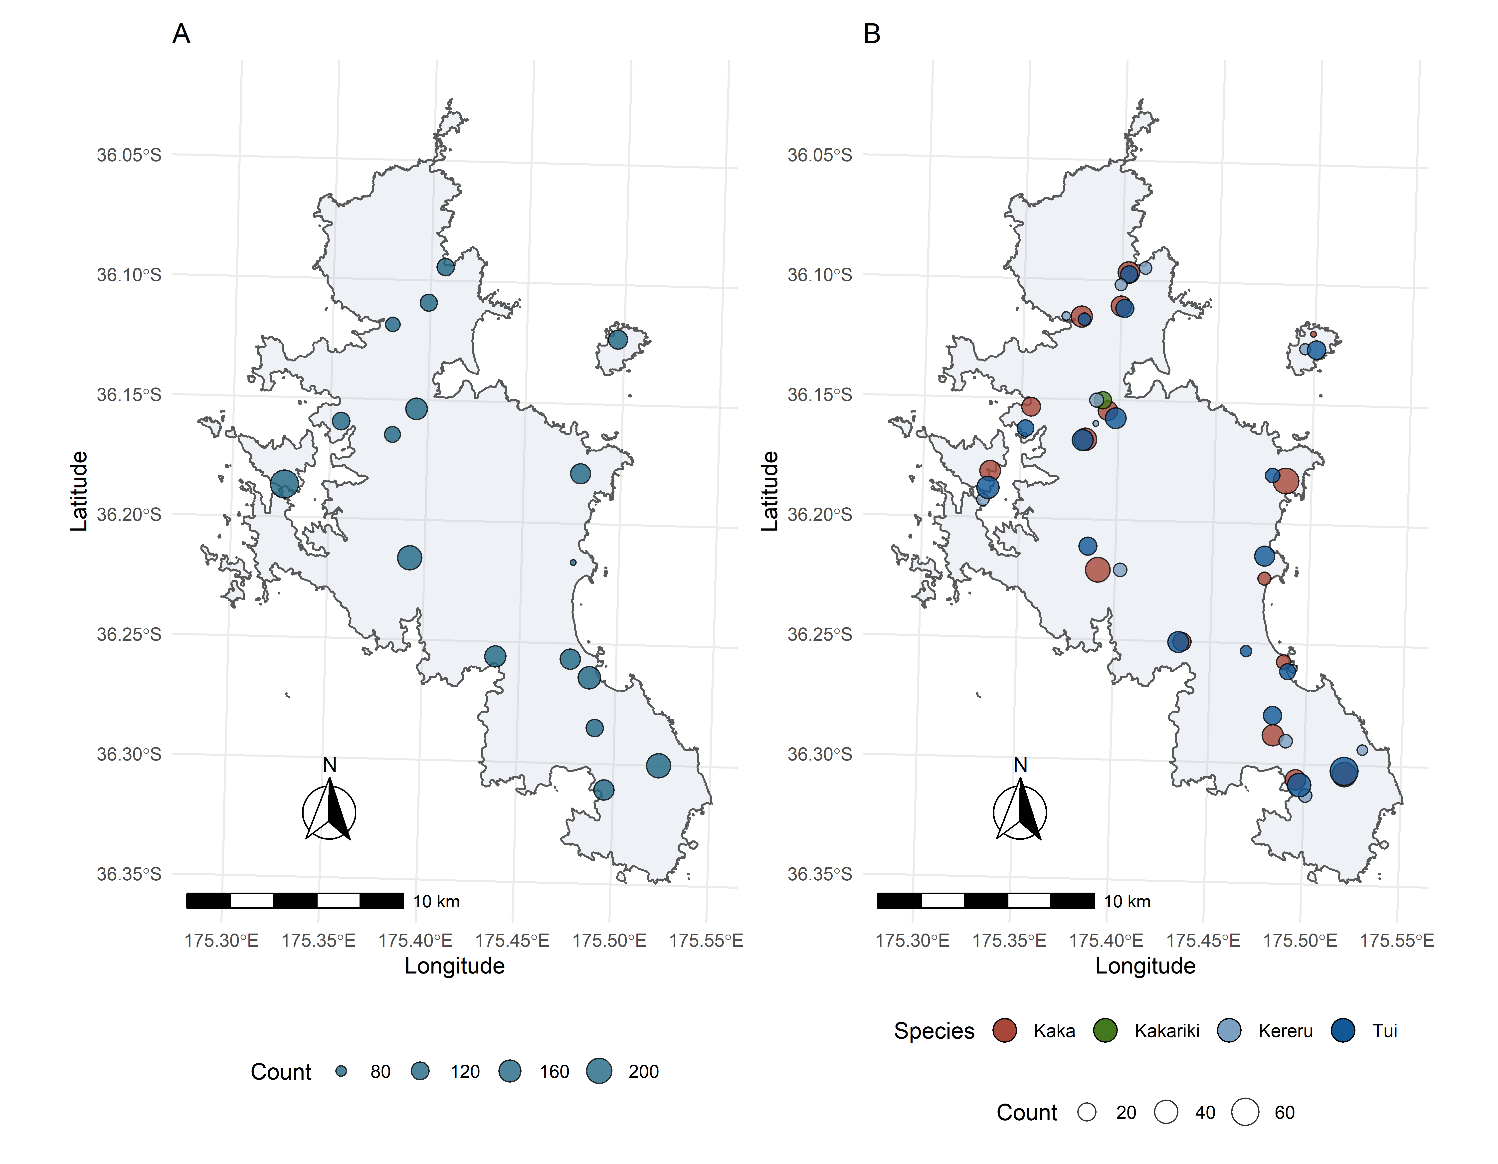 A
B
36.05°S
36.10°S
36.15°S
36.20°S
36.25°S
36.30°S
36.35°S
Latitude
N
10 km
175.30°E 175.35°E 175.40°E 175.45°E 175.50°E 175.55°E
Longitude
Count 80 120 160 200
36.05°S
36.10°S
36.15°S
36.20°S
36.25°S
36.30°S
36.35°S
Latitude
N
10 km
175.30°E 175.35°E 175.40°E 175.45°E 175.50°E 175.55°E
Longitude
Species Kaka Kakariki Kereru Tui
Count 20 40 60